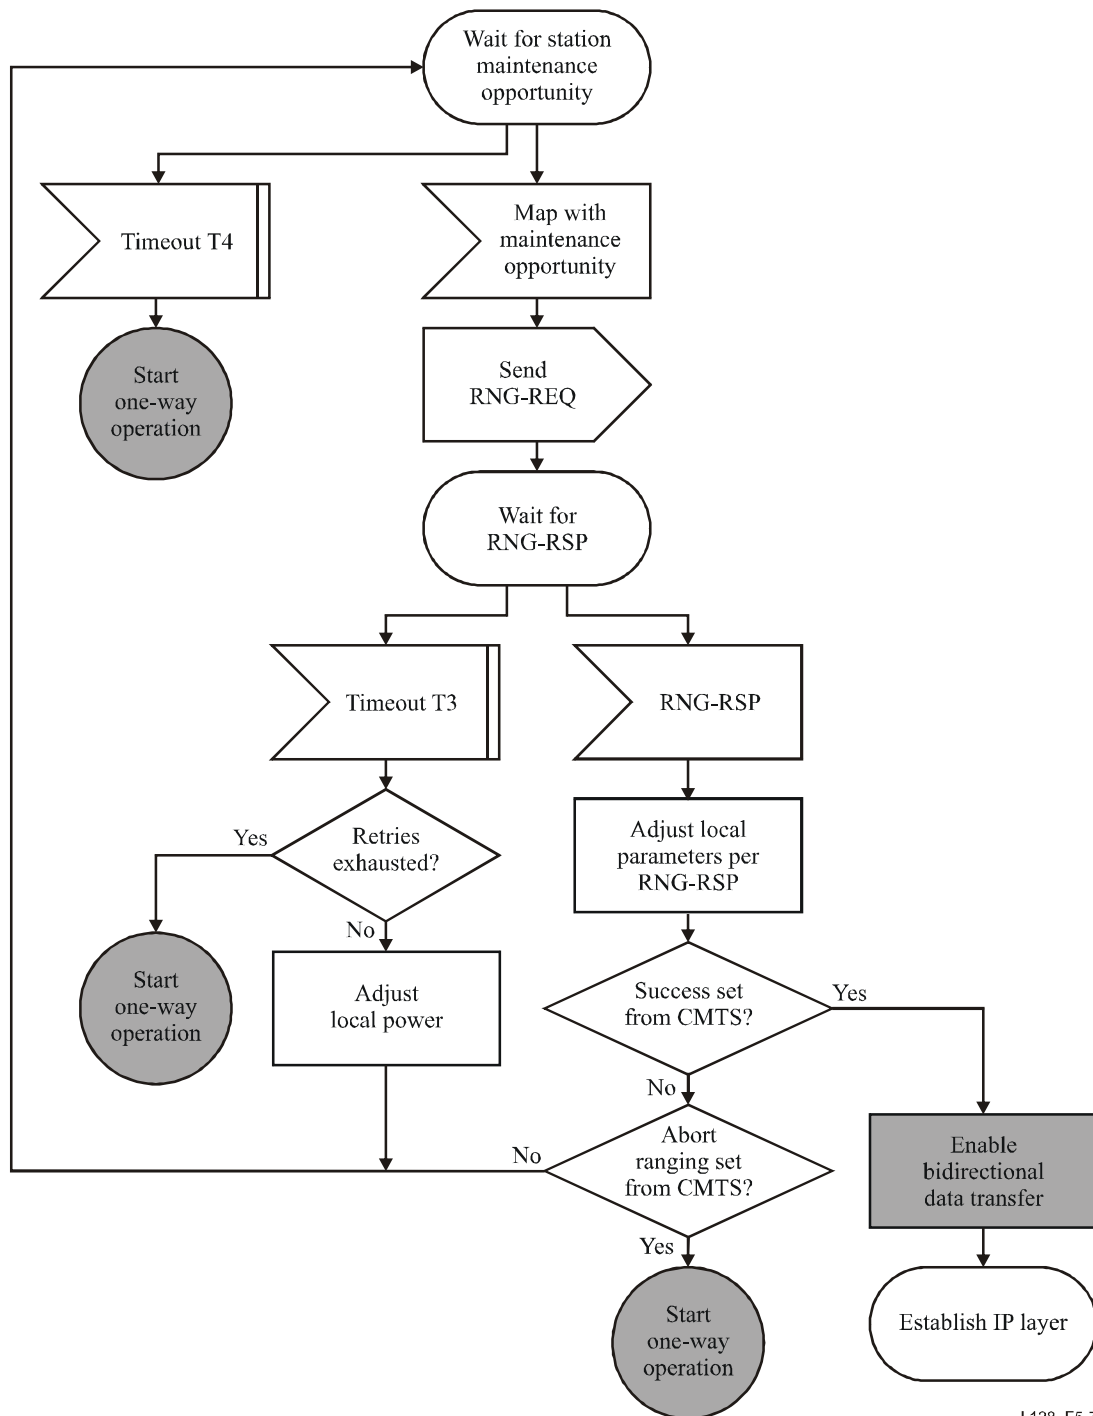 Wait for station
maintenance
opportunity
Timeout T4
Map with
maintenance
opportunity
Start
one-way
operation
Send
RNG-REQ
Wait for
RNG-RSP
Timeout T3
RNG-RSP
Yes
Retries
exhausted?
Adjust local
parameters per
RNG-RSP
No
Start
one-way
operation
Adjust
local power
Success set
from CMTS?
Yes
No
No
Abort
ranging set
from CMTS?
Enable
bidirectional
data transfer
Yes
Start
one-way
operation
Establish IP layer